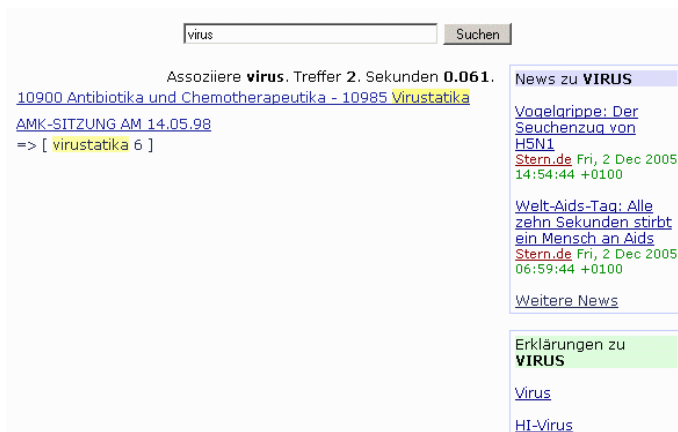 virus
Suchen
Assoziiere virus. Treffer 2. Sekunden 0.061.
10900 Antibiotika und Chemotherapeutika - 10985 Virustatika
AMK-SITZUNG AM 14.05.98
=> [ virustatika 6 ]
News zu VIRUS
Vogelgrippe: Der
Seuchenzug von
H5N1
Stern.de Fri, 2 Dec 2005
14:54:44 +0100
Welt-Aids-Tag: Alle
zehn Sekunden stirbt
ein Mensch an Aids
Stern.de Fri, 2 Dec 2005
06:59:44 +0100
Weitere News
Erklärungen zu
VIRUS
Virus
HI-Virus